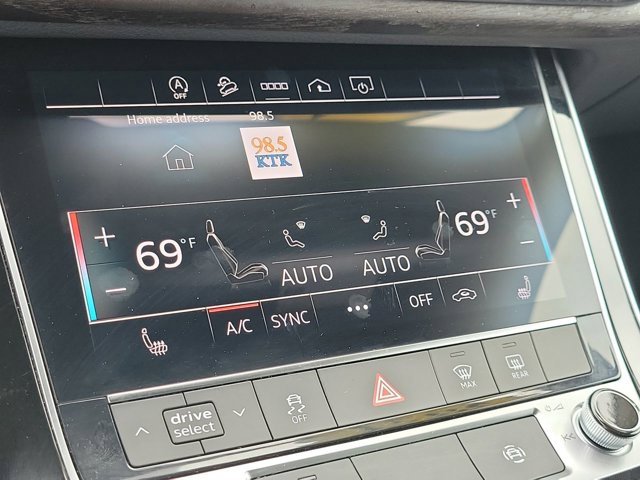 A
OFF
Home address 98.5
98.5
KTK
69°F
69°F
AUTO AUTO
A/C SYNC ••• OFF
drive
select
OFF
MAX
REAR